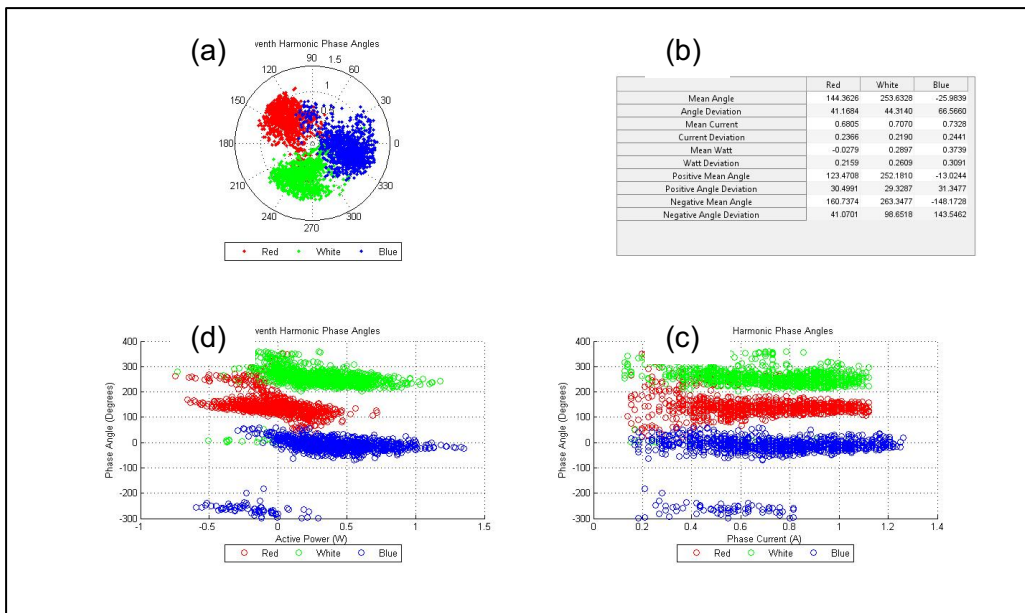 (a)
venth Harmonic Phase Angles
90
1.5
120
60
1
150
30
180
0
210
330
240
300
270
Red White Blue
(b)
Red White Blue
Mean Angle 144.3626 253.6328 -25.9839
Angle Deviation 41.1684 44.3140 66.5660
Mean Current 0.6805 0.7070 0.7328
Current Deviation 0.2366 0.2190 0.2441
Mean Watt -0.0279 0.2897 0.3739
Watt Deviation 0.2159 0.2609 0.3091
Positive Mean Angle 123.4708 252.1810 -13.0244
Positive Angle Deviation 30.4991 29.3287 31.3477
Negative Mean Angle 160.7374 263.3477 -148.1728
Negative Angle Deviation 41.0701 98.6518 143.5462
(d)
venth Harmonic Phase Angles
Phase Angle (Degrees)
400
300
200
100
0
-100
-200
-300
-1 -0.5 0 0.5 1 1.5
Active Power (W)
Red White Blue
(c)
Harmonic Phase Angles
Phase Angle (Degrees)
400
300
200
100
0
-100
-200
-300
0 0.2 0.4 0.6 0.8 1 1.2 1.4
Phase Current (A)
Red White Blue